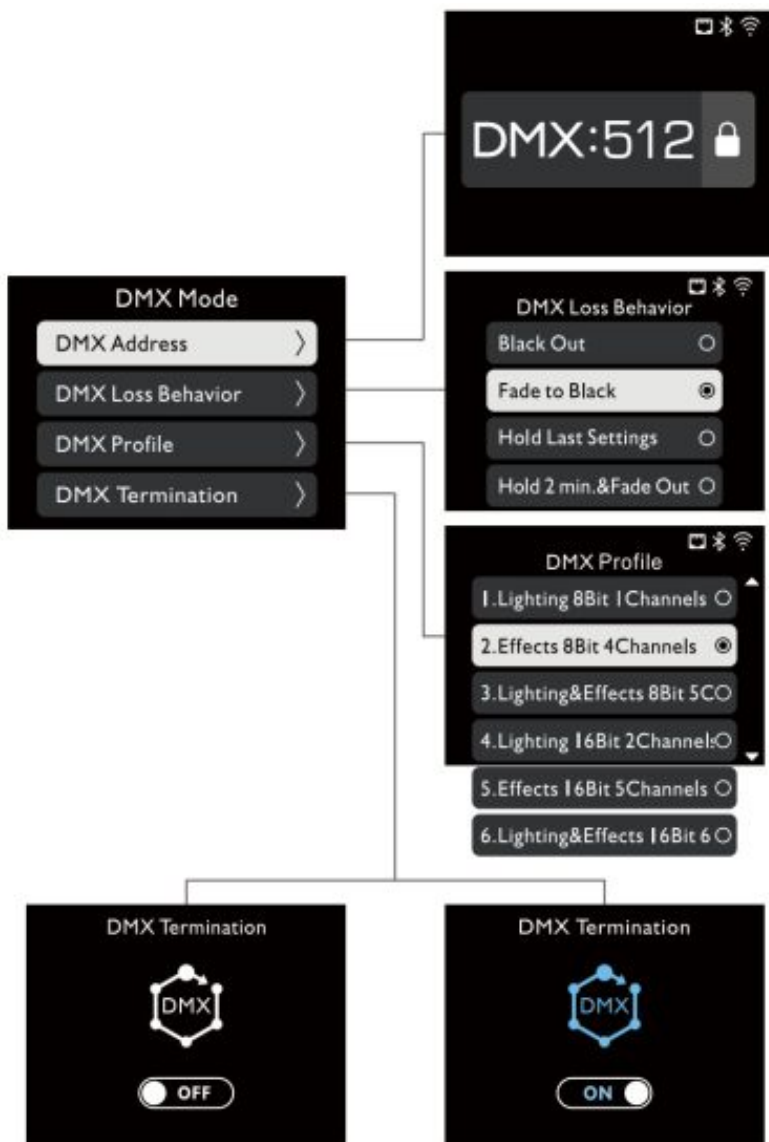 DMX:512
DMX Mode
DMX Address
DMX Loss Behavior
DMX Profile
DMX Termination
DMX Loss Behavior
Black Out
Fade to Black
Hold Last Settings
Hold 2 min.&Fade Out
DMX Profile
1.Lighting 8Bit 1Channels
2.Effects 8Bit 4Channels
3.Lighting&Effects 8Bit 5C
4.Lighting 16Bit 2Channels
5.Effects 16Bit 5Channels
6.Lighting&Effects 16Bit 6
DMX Termination
DMX
OFF
DMX Termination
DMX
ON